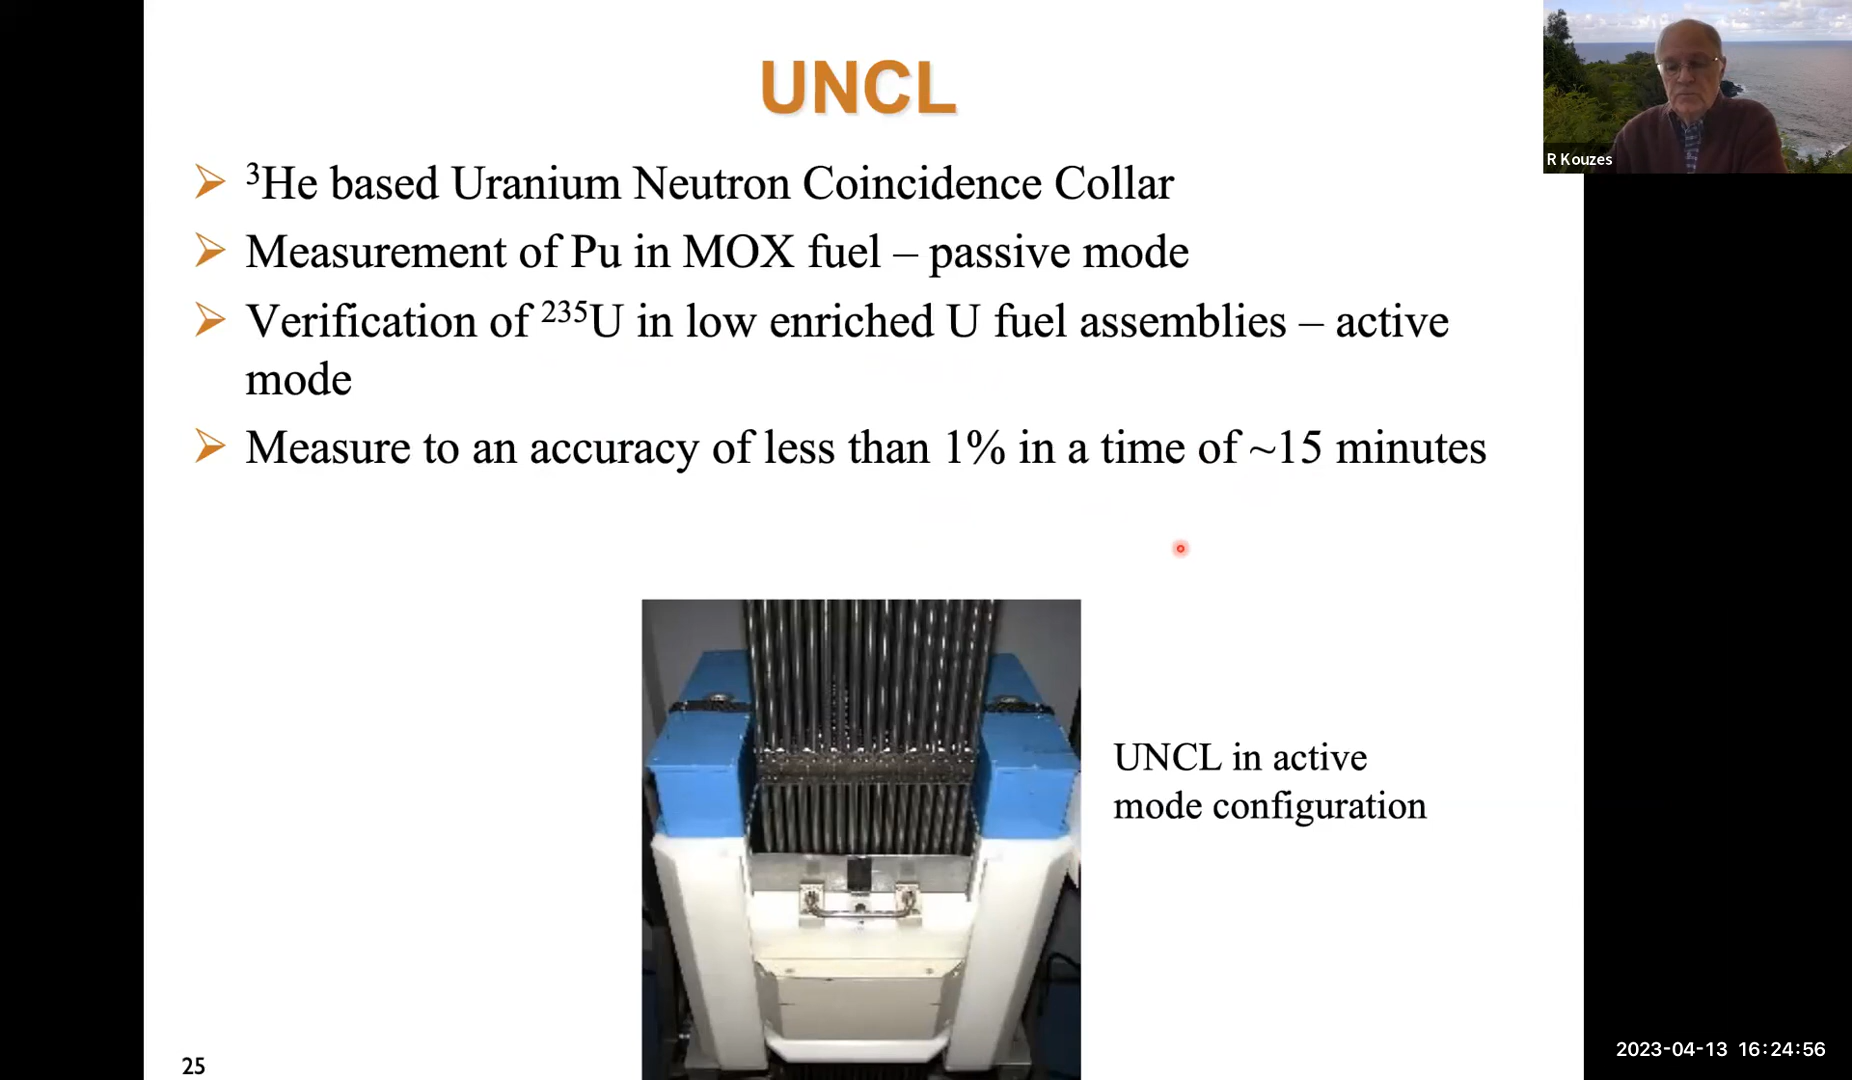 UNCL
R Kouzes
➢ ³He based Uranium Neutron Coincidence Collar
➢ Measurement of Pu in MOX fuel – passive mode
➢ Verification of ²³⁵U in low enriched U fuel assemblies – active
mode
➢ Measure to an accuracy of less than 1% in a time of ~15 minutes
UNCL in active
mode configuration
25
2023-04-13 16:24:56